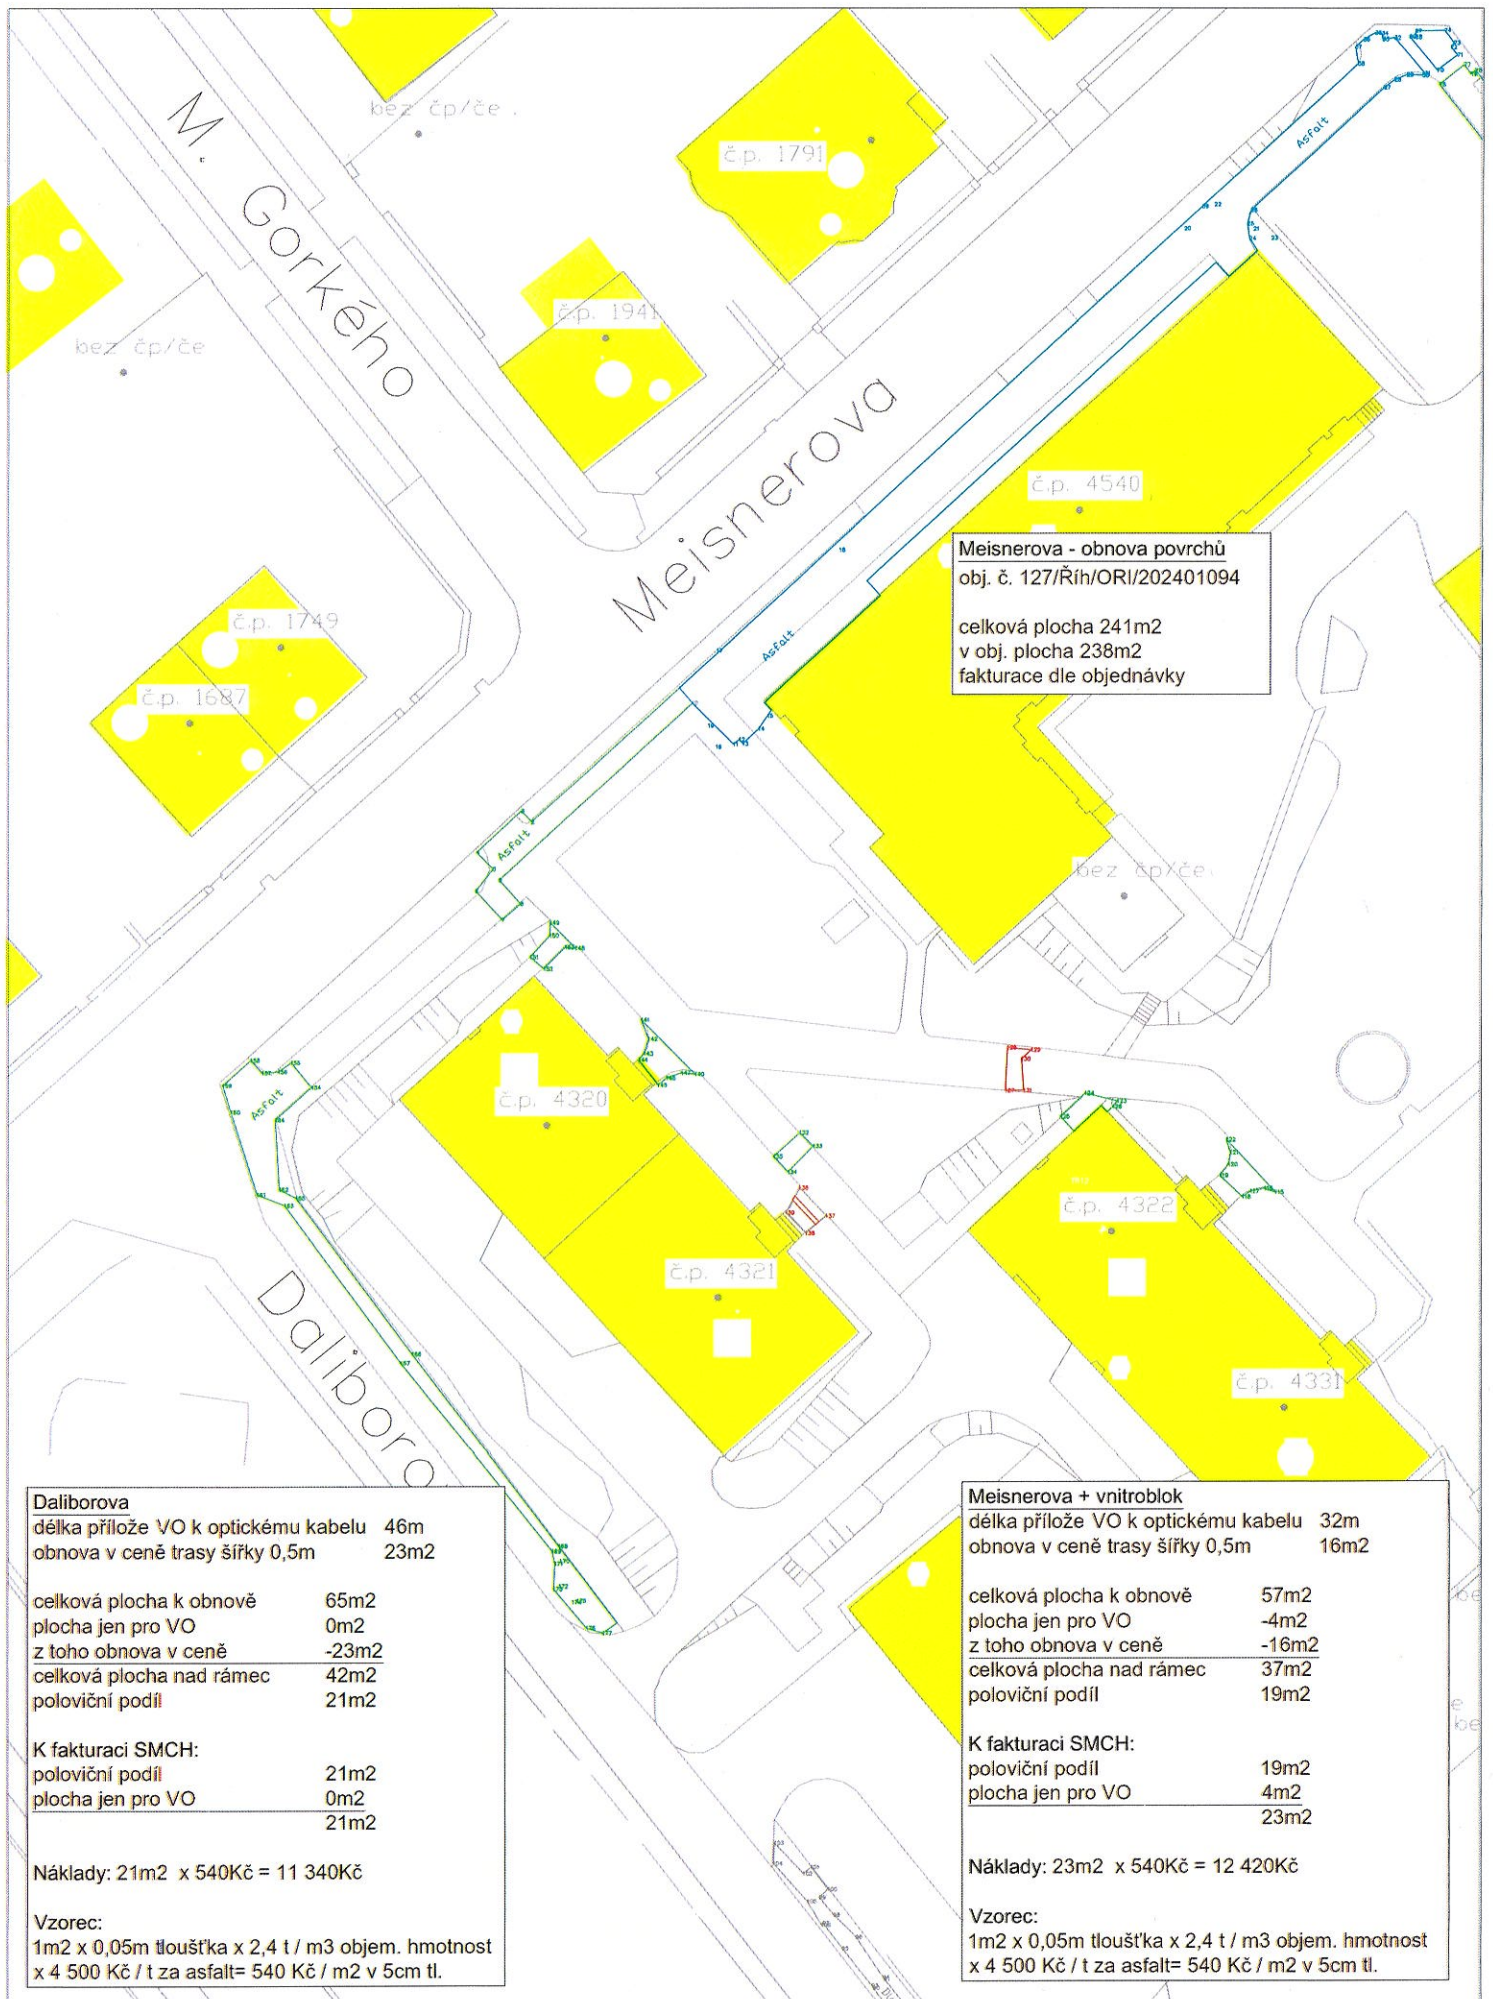 M. Gorkého
bez čp/če
č.p. 1791
Asfalt
č.p. 1941
bez čp/če
Meisnerova
č.p. 4540
Meisnerova - obnova povrchů
obj. č. 127/Říh/ORI/202401094
celková plocha 241m2
v obj. plocha 238m2
fakturace dle objednávky
č.p. 1749
č.p. 1687
Asfalt
Asfalt
bez čp/če
č.p. 4320
Asfalt
č.p. 4322
č.p. 4321
č.p. 4331
Daliboro
Daliborova
délka přílože VO k optickému kabelu 46m
obnova v ceně trasy šířky 0,5m 23m2
celková plocha k obnově 65m2
plocha jen pro VO 0m2
z toho obnova v ceně -23m2
celková plocha nad rámec 42m2
poloviční podíl 21m2
K fakturaci SMCH:
poloviční podíl 21m2
plocha jen pro VO 0m2
21m2
Náklady: 21m2 x 540Kč = 11 340Kč
Vzorec:
1m2 x 0,05m tloušťka x 2,4 t / m3 objem. hmotnost
x 4 500 Kč / t za asfalt= 540 Kč / m2 v 5cm tl.
Meisnerova + vnitroblok
délka přílože VO k optickému kabelu 32m
obnova v ceně trasy šířky 0,5m 16m2
celková plocha k obnově 57m2
plocha jen pro VO -4m2
z toho obnova v ceně -16m2
celková plocha nad rámec 37m2
poloviční podíl 19m2
K fakturaci SMCH:
poloviční podíl 19m2
plocha jen pro VO 4m2
23m2
Náklady: 23m2 x 540Kč = 12 420Kč
Vzorec:
1m2 x 0,05m tloušťka x 2,4 t / m3 objem. hmotnost
x 4 500 Kč / t za asfalt= 540 Kč / m2 v 5cm tl.